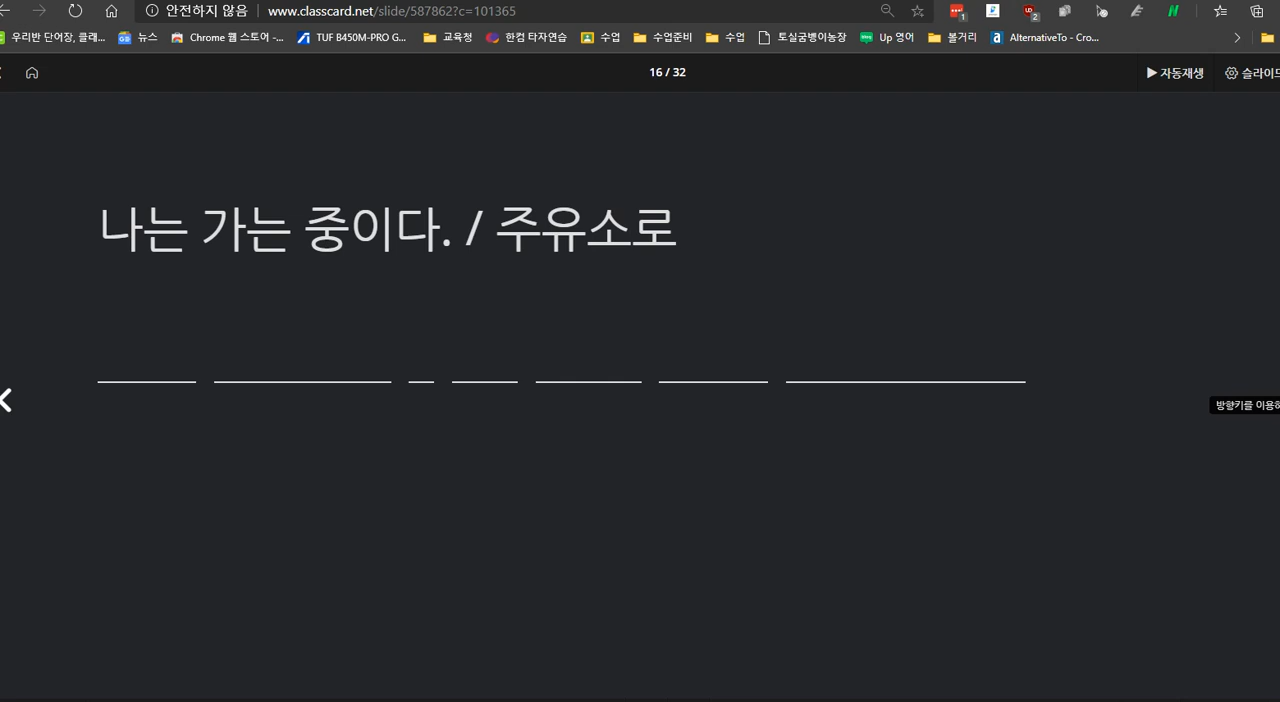 안전하지 않음 | www.classcard.net/slide/587862?c=101365
우리반 단어장, 클래... 뉴스 Chrome 웹 스토어 -... TUF B450M-PRO G... 교육청 한컴 타자연습 수업 수업준비 수업 토실굼벵이농장 Up 영어 볼거리 AlternativeTo - Cro...
16 / 32 ▶ 자동재생 슬라이드
나는 가는 중이다. / 주유소로
방향키를 이용하